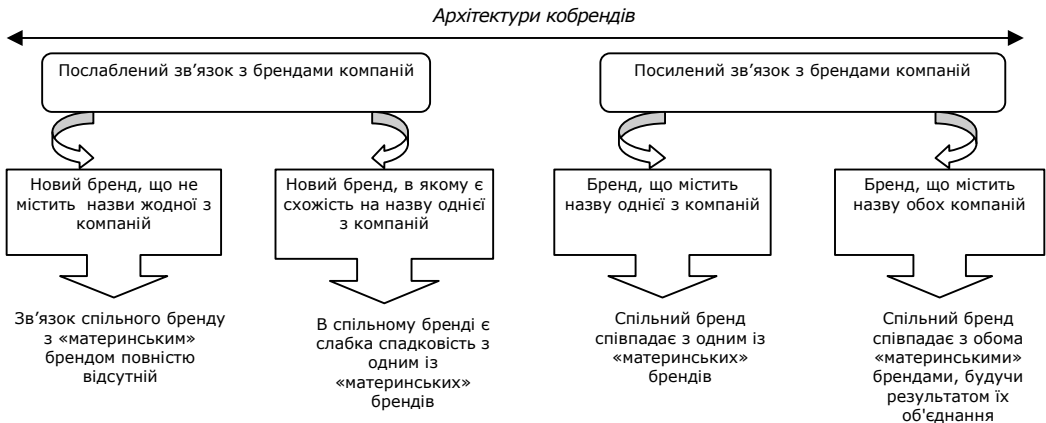 Архітектури кобрендів
Послаблений зв’язок з брендами компаній
Посилений зв’язок з брендами компаній
Новий бренд, що не
містить назви жодної з
компаній
Новий бренд, в якому є
схожість на назву однієї
з компаній
Бренд, що містить
назву однієї з компаній
Бренд, що містить
назву обох компаній
Зв’язок спільного бренду
з «материнським»
брендом повністю
відсутній
В спільному бренді є
слабка спадковість з
одним із
«материнських»
брендів
Спільний бренд
співпадає з одним із
«материнських»
брендів
Спільний бренд
співпадає з обома
«материнськими»
брендами, будучи
результатом їх
об'єднання